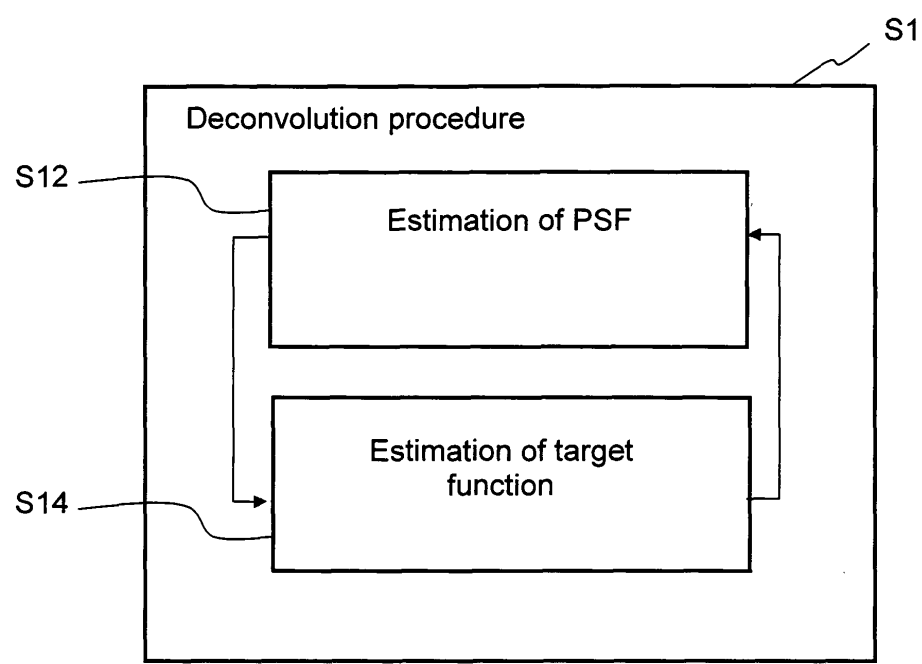 S1
Deconvolution procedure
S12
Estimation of PSF
Estimation of target
function
S14